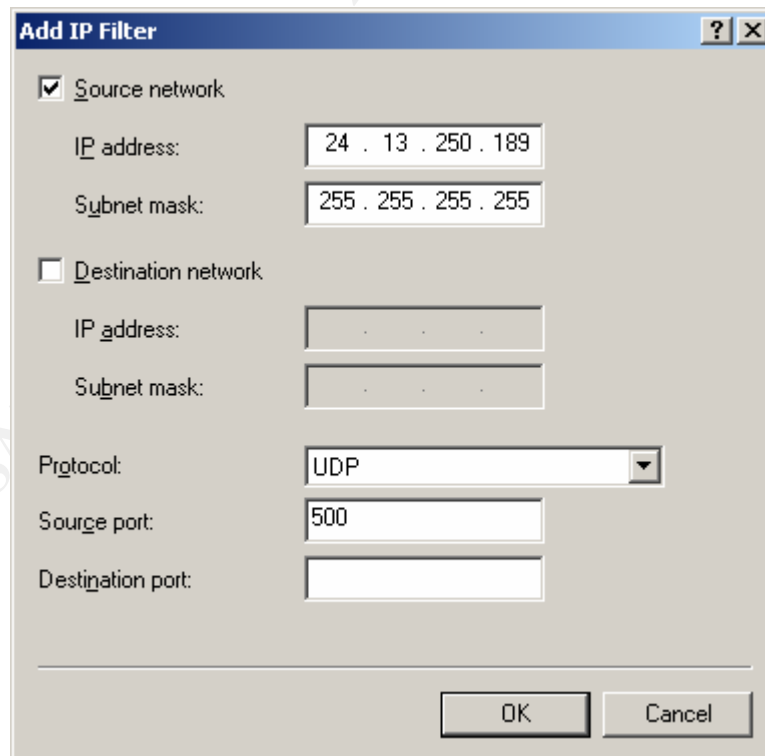 Add IP Filter
Source network
IP address: 24 . 13 . 250 . 189
Subnet mask: 255 . 255 . 255 . 255
Destination network
IP address: . . .
Subnet mask: . . .
Protocol: UDP
Source port: 500
Destination port:
OK Cancel